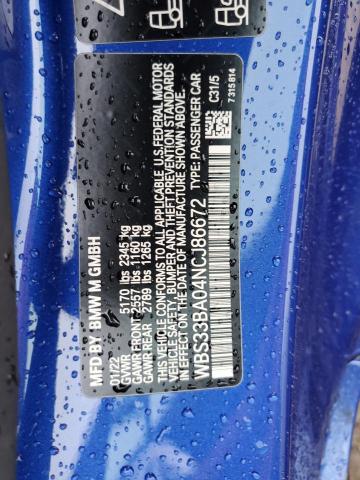 MFD BY: BMW M GMBH
01/22
GVWR 5170 lbs 2345 kg
GAWR FRONT 2557 lbs 1160 kg
GAWR REAR 2789 lbs 1265 kg
THIS CONFORMS TO ALL APPLICABLE U.S. FEDERAL MOTOR
VEHICLE SAFETY, BUMPER, AND THEFT PREVENTION STANDARDS
IN EFFECT ON THE DATE OF MANUFACTURE SHOWN ABOVE.
WBS33BA04NCJ86672 TYPE: PASSENGER CAR
C31/5
7315814